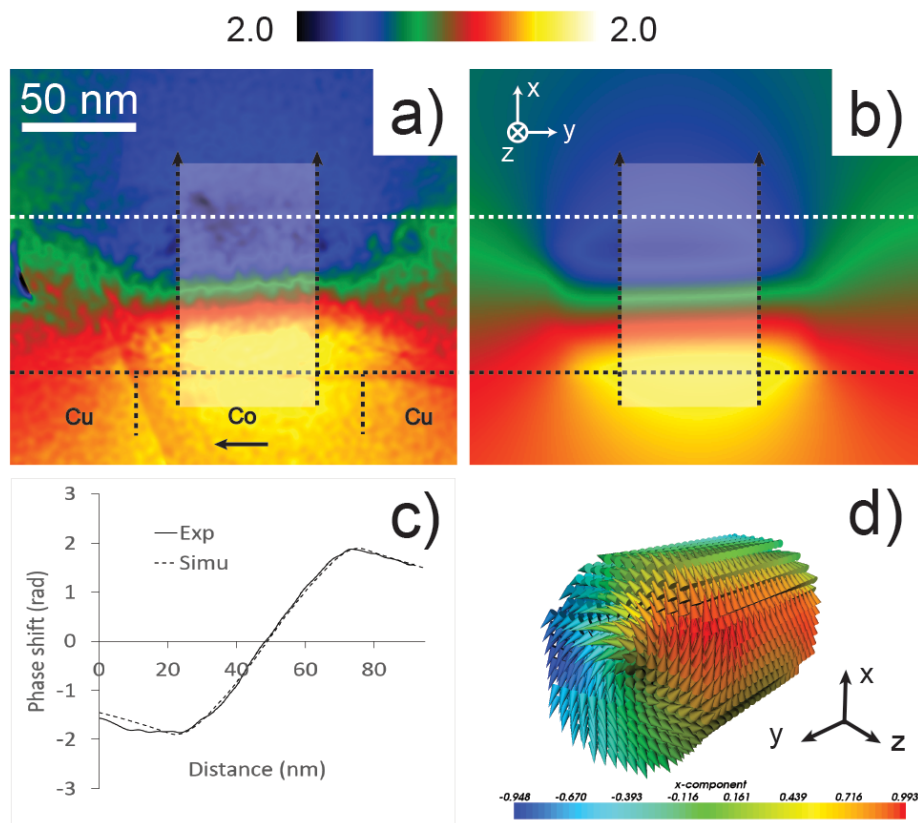 2.0 2.0
50 nm
a)
b)
x
y
z
Cu
Co
Cu
c)
d)
3
2
1
0
-1
-2
-3
0 20 40 60 80
Exp
Simu
Phase shift (rad)
Distance (nm)
x
y
z
x-component
-0.948 -0.670 -0.393 -0.116 0.161 0.439 0.716 0.993